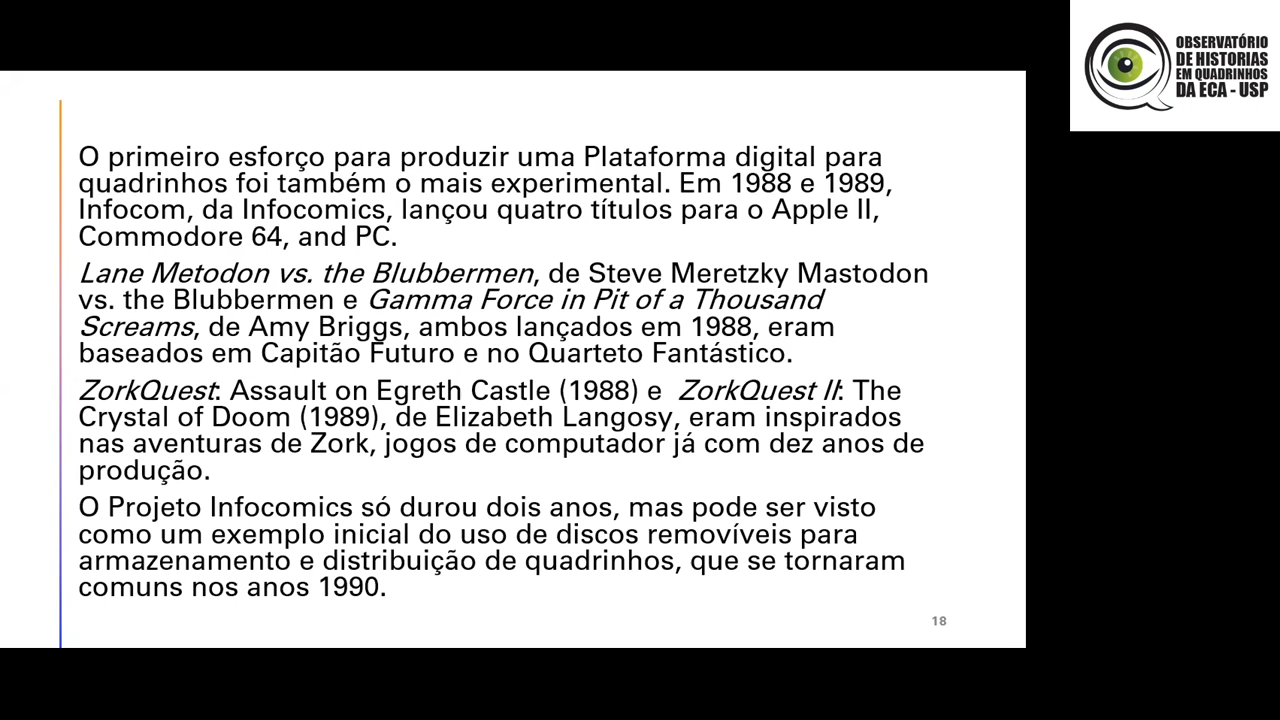 OBSERVATÓRIO
DE HISTORIAS
EM QUADRINHOS
DA ECA - USP
O primeiro esforço para produzir uma Plataforma digital para
quadrinhos foi também o mais experimental. Em 1988 e 1989,
Infocom, da Infocomics, lançou quatro títulos para o Apple II,
Commodore 64, and PC.
Lane Metodon vs. the Blubbermen, de Steve Meretzky Mastodon
vs. the Blubbermen e Gamma Force in Pit of a Thousand
Screams, de Amy Briggs, ambos lançados em 1988, eram
baseados em Capitão Futuro e no Quarteto Fantástico.
ZorkQuest: Assault on Egreth Castle (1988) e ZorkQuest II: The
Crystal of Doom (1989), de Elizabeth Langosy, eram inspirados
nas aventuras de Zork, jogos de computador já com dez anos de
produção.
O Projeto Infocomics só durou dois anos, mas pode ser visto
como um exemplo inicial do uso de discos removíveis para
armazenamento e distribuição de quadrinhos, que se tornaram
comuns nos anos 1990.
18